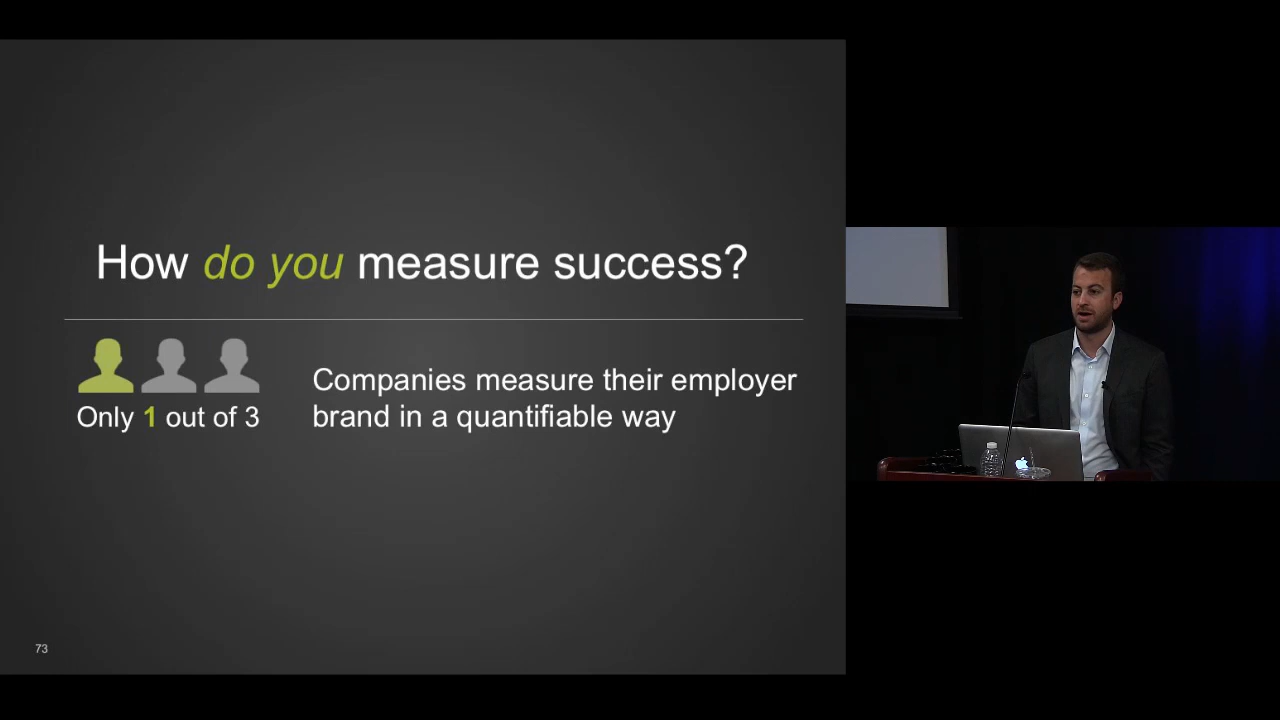 How do you measure success?
Only 1 out of 3
Companies measure their employer
brand in a quantifiable way
73